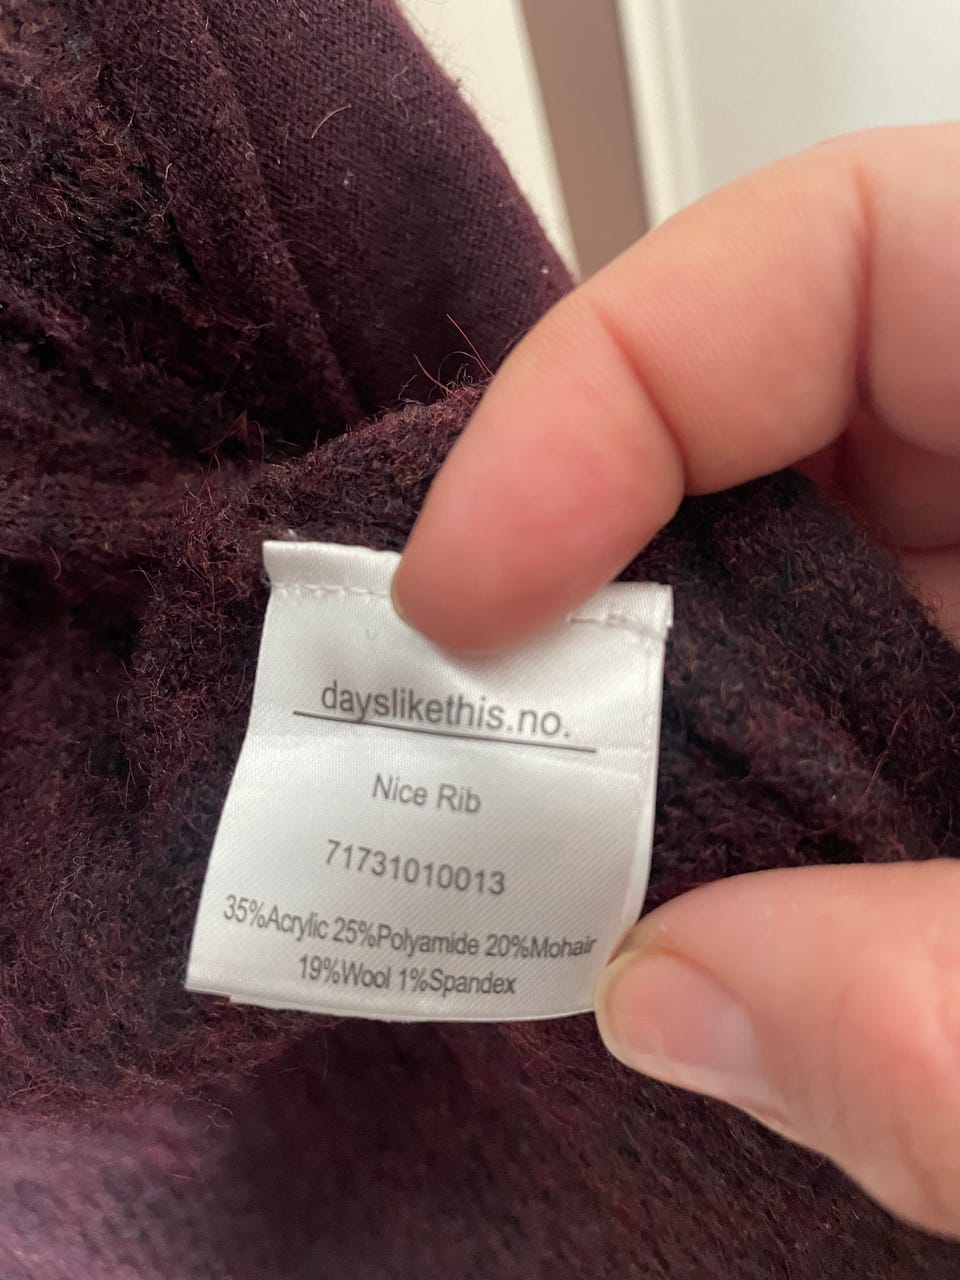 dayslikethis.no.
Nice Rib
71731010013
35%Acrylic 25%Polyamide 20%Mohair
19%Wool 1%Spandex